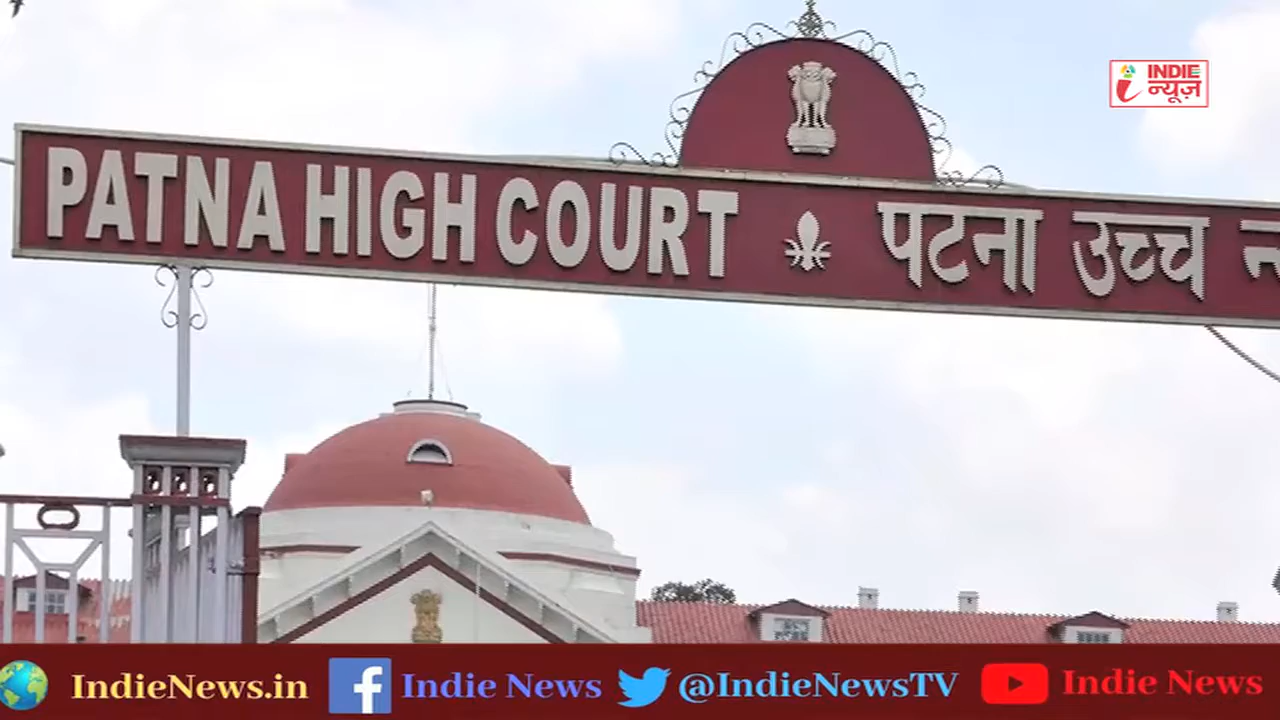 INDIE
न्यूज़
PATNA HIGH COURT पटना उच्च
IndieNews.in Indie News @IndieNewsTV Indie News